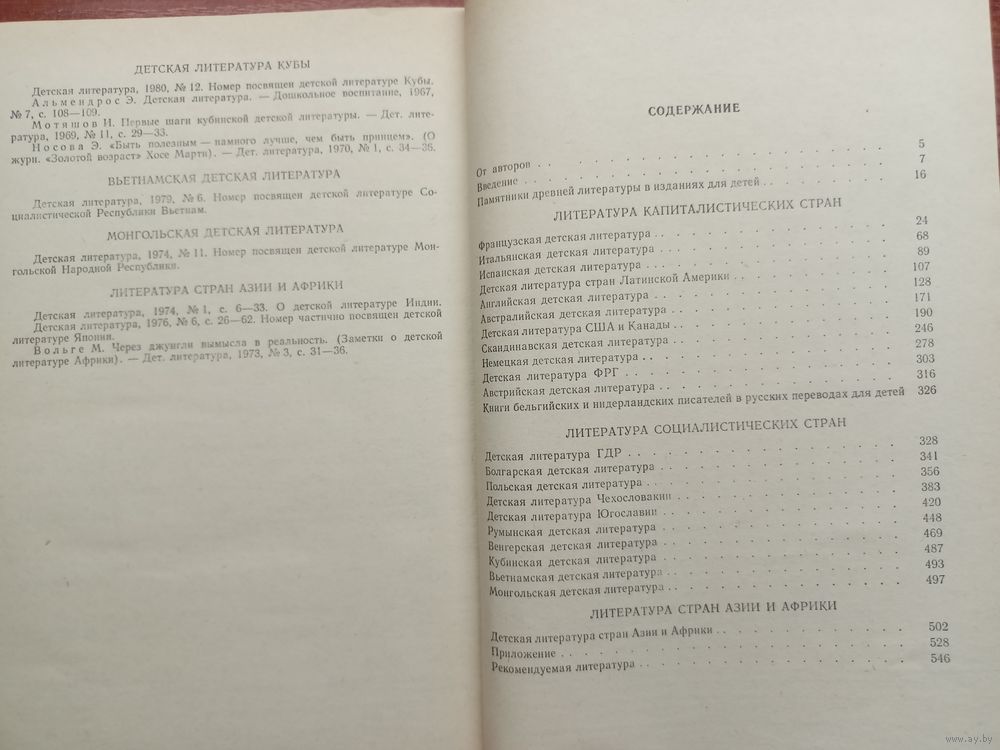 ДЕТСКАЯ ЛИТЕРАТУРА КУБЫ
Детская литература, 1980, № 12. Номер посвящен детской литературе Кубы.
Альмендрос Э. Детская литература. — Дошкольное воспитание, 1967,
№ 7, с. 108—109.
Мотяшов И. Первые шаги кубинской детской литературы. — Дет. лите-
ратура, 1969, № 11, с. 29—33.
Носова Э. «Быть полезным — намного лучше, чем быть принцем». (О
журн. «Золотой возраст» Хосе Марти). — Дет. литература, 1970, № 1, с. 34—36.
ВЬЕТНАМСКАЯ ДЕТСКАЯ ЛИТЕРАТУРА
Детская литература, 1979, № 6. Номер посвящен детской литературе Со-
циалистической Республики Вьетнам.
МОНГОЛЬСКАЯ ДЕТСКАЯ ЛИТЕРАТУРА
Детская литература, 1974, № 11. Номер посвящен детской литературе Мон-
гольской Народной Республики.
ЛИТЕРАТУРА СТРАН АЗИИ И АФРИКИ
Детская литература, 1974, № 1, с. 6—33. О детской литературе Индии.
Детская литература, 1976, № 6, с. 26—62. Номер частично посвящен детской
литературе Японии.
Вольге М. Через джунгли вымысла в реальность. (Заметки о детской
литературе Африки). — Дет. литература, 1973, № 3, с. 31—36.
СОДЕРЖАНИЕ
От авторов . . . . . . . . . . . . . . . 5
Введение . . . . . . . . . . . . . . . 7
Памятники древней литературы в изданиях для детей . . . . . . 16
ЛИТЕРАТУРА КАПИТАЛИСТИЧЕСКИХ СТРАН
Французская детская литература . . . . . . . . . . 24
Итальянская детская литература . . . . . . . . . . 68
Испанская детская литература . . . . . . . . . . 89
Детская литература стран Латинской Америки . . . . . . . 107
Английская детская литература . . . . . . . . . . 128
Австралийская детская литература . . . . . . . . . . 171
Детская литература США и Канады . . . . . . . . . . 190
Скандинавская детская литература . . . . . . . . . . 246
Немецкая детская литература . . . . . . . . . . 278
Детская литература ФРГ . . . . . . . . . . . 303
Австрийская детская литература . . . . . . . . . . 316
Книги бельгийских и нидерландских писателей в русских переводах для детей 326
ЛИТЕРАТУРА СОЦИАЛИСТИЧЕСКИХ СТРАН
Детская литература ГДР . . . . . . . . . . . 328
Болгарская детская литература . . . . . . . . . . 341
Польская детская литература . . . . . . . . . . 356
Детская литература Чехословакии . . . . . . . . . . 383
Детская литература Югославии . . . . . . . . . . 420
Румынская детская литература . . . . . . . . . . 448
Венгерская детская литература . . . . . . . . . . 469
Кубинская детская литература . . . . . . . . . . 487
Вьетнамская детская литература . . . . . . . . . . 493
Монгольская детская литература . . . . . . . . . . 497
ЛИТЕРАТУРА СТРАН АЗИИ И АФРИКИ
Детская литература стран Азии и Африки . . . . . . . . 502
Приложение . . . . . . . . . . . . . . 528
Рекомендуемая литература . . . . . . . . . . . 546
www.ay.by